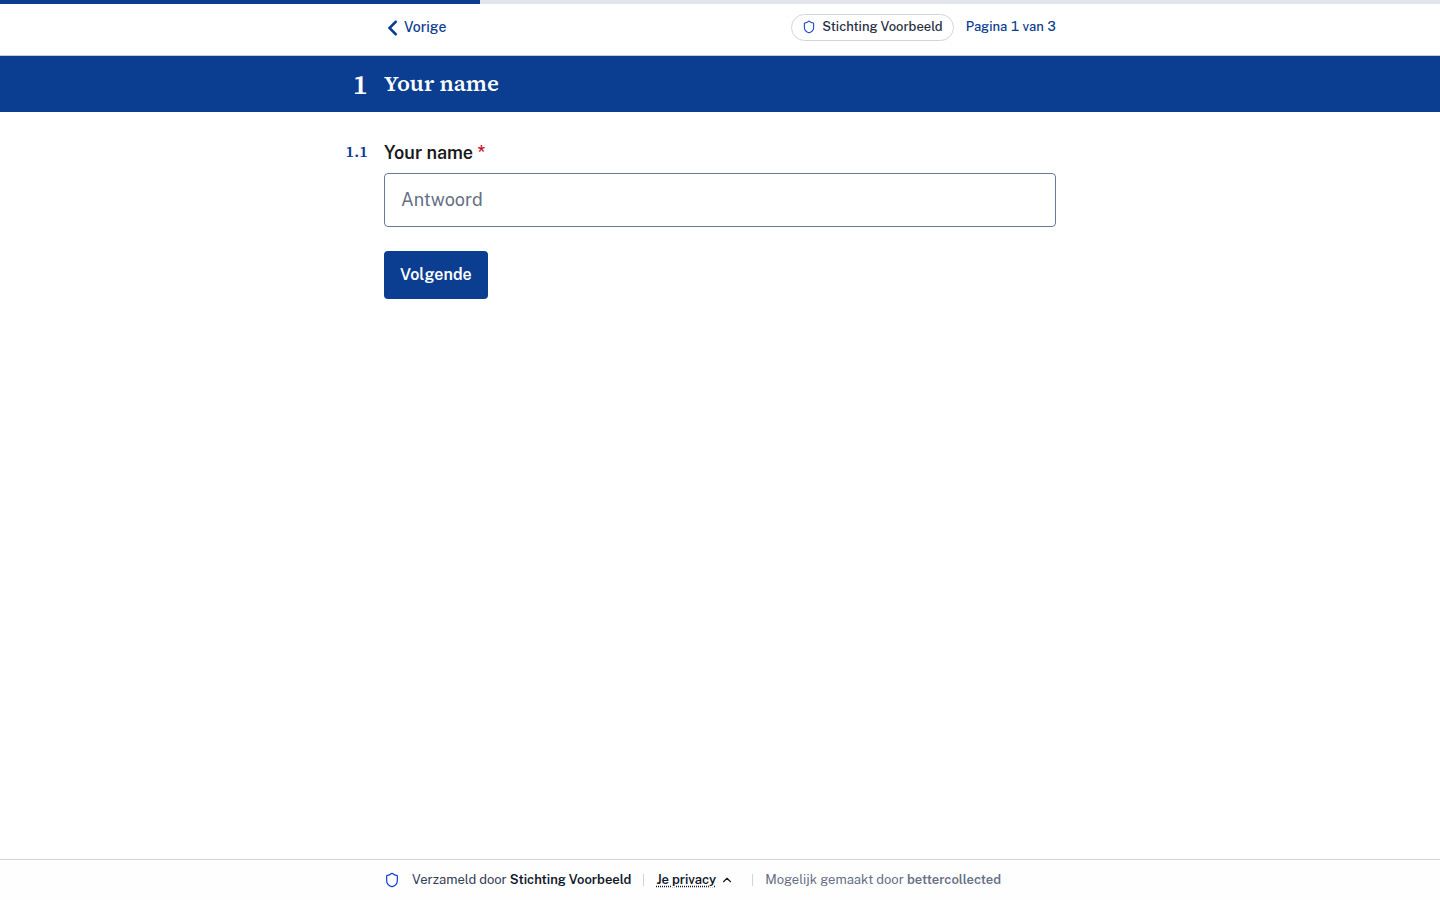 Vorige
Stichting Voorbeeld
Pagina 1 van 3
1 Your name
1.1 Your name *
Antwoord
Volgende
Verzameld door Stichting Voorbeeld
Je privacy
Mogelijk gemaakt door bettercollected